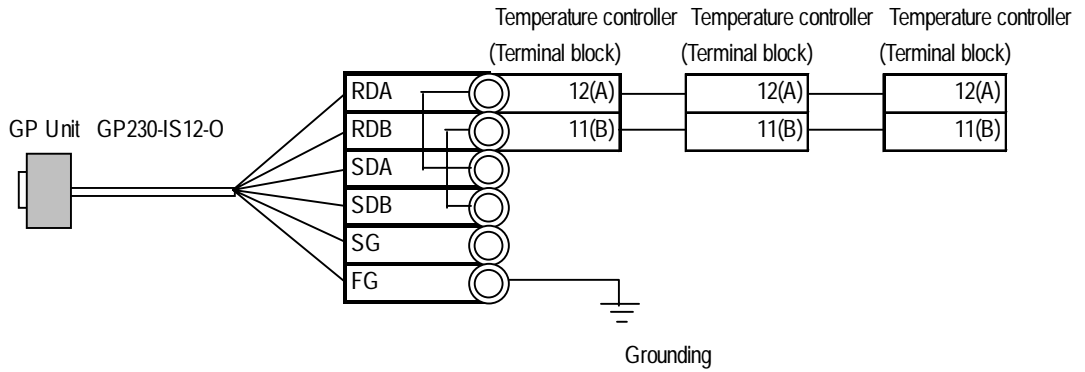 Temperature controller Temperature controller Temperature controller
(Terminal block) (Terminal block) (Terminal block)
RDA 12(A) 12(A) 12(A)
GP Unit GP230-IS12-O RDB 11(B) 11(B) 11(B)
SDA
SDB
SG
FG
Grounding